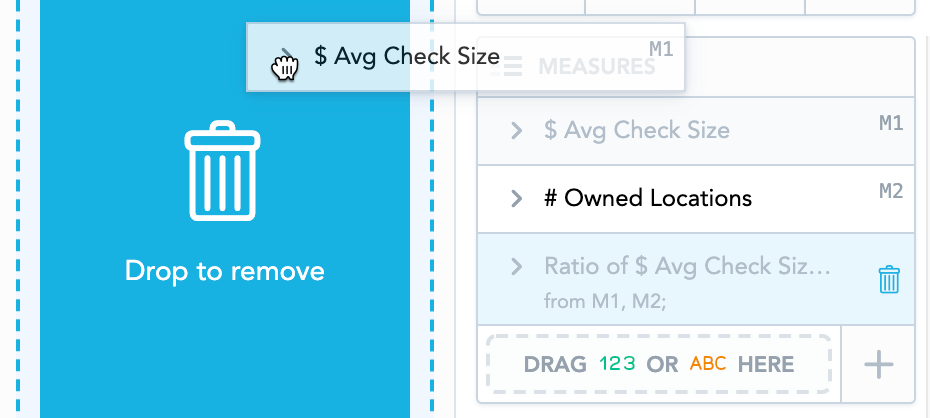 $ Avg Check Size M1
MEASURES
$ Avg Check Size M1
# Owned Locations M2
Drop to remove
Ratio of $ Avg Check Siz...
from M1, M2;
DRAG 123 OR ABC HERE